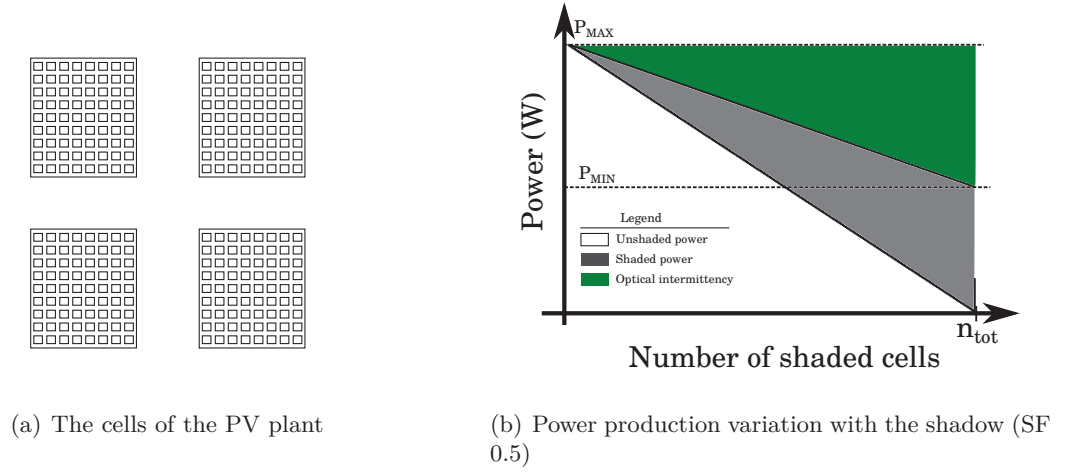 P_MAX
Power (W)
P_MIN
Legend
Unshaded power
Shaded power
Optical intermittency
n_tot
Number of shaded cells
(a) The cells of the PV plant
(b) Power production variation with the shadow (SF
0.5)